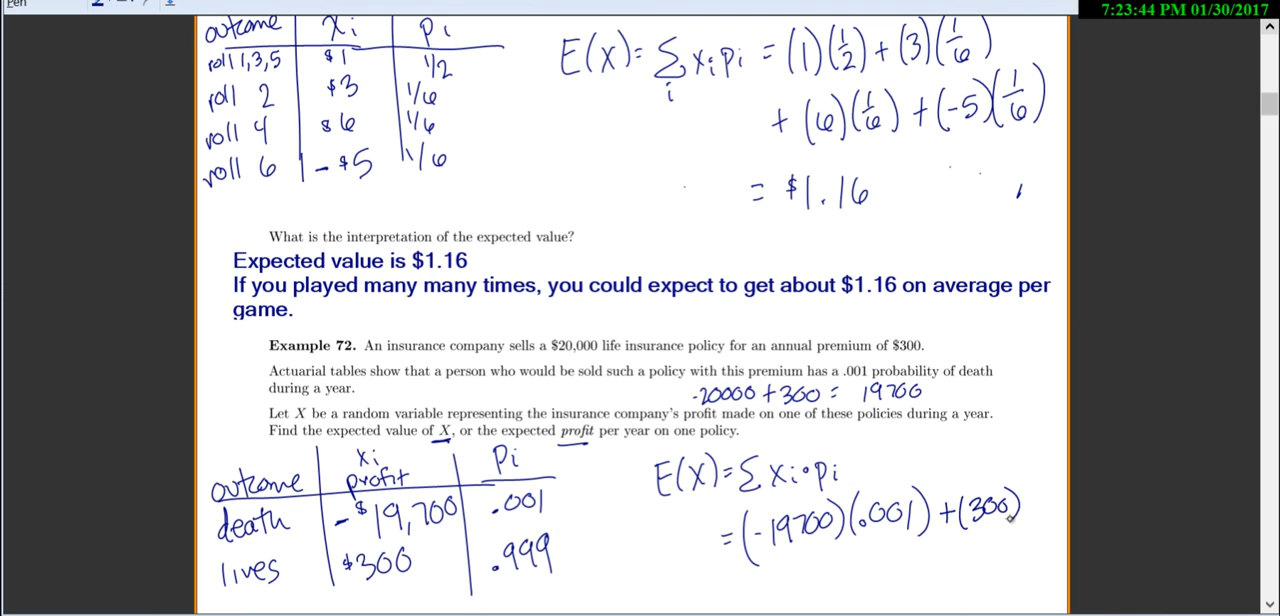 Pen
7:23:44 PM 01/30/2017
outcome | xi | Pi
roll 1,3,5 $1 1/2
roll 2 $3 1/6
roll 4 $6 1/6
roll 6 -$5 1/6
E(X)= Σ xi pi = (1)(1/2) + (3)(1/6)
i
+ (6)(1/6) + (-5)(1/6)
= $1.16
What is the interpretation of the expected value?
Expected value is $1.16
If you played many many times, you could expect to get about $1.16 on average per
game.
Example 72. An insurance company sells a $20,000 life insurance policy for an annual premium of $300.
Actuarial tables show that a person who would be sold such a policy with this premium has a .001 probability of death
during a year.
-20000 + 300 = 19700
Let X be a random variable representing the insurance company's profit made on one of these policies during a year.
Find the expected value of X, or the expected profit per year on one policy.
outcome | xi profit | Pi
death -$19,700 .001
lives $300 .999
E(X) = Σ xi·pi
= (-19700)(.001) + (300)